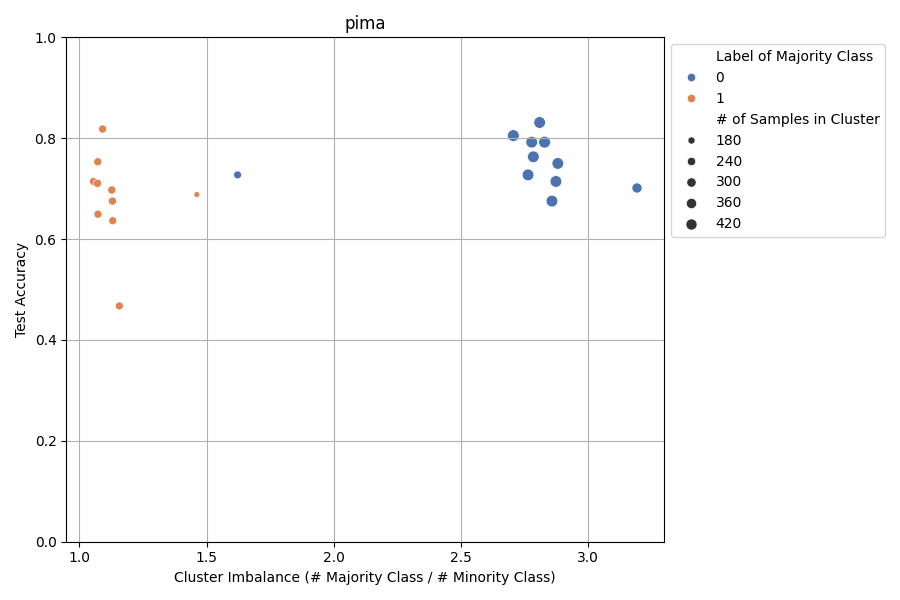 pima
1.0
0.8
0.6
0.4
0.2
0.0
Test Accuracy
1.0 1.5 2.0 2.5 3.0
Cluster Imbalance (# Majority Class / # Minority Class)
Label of Majority Class
0
1
# of Samples in Cluster
180
240
300
360
420